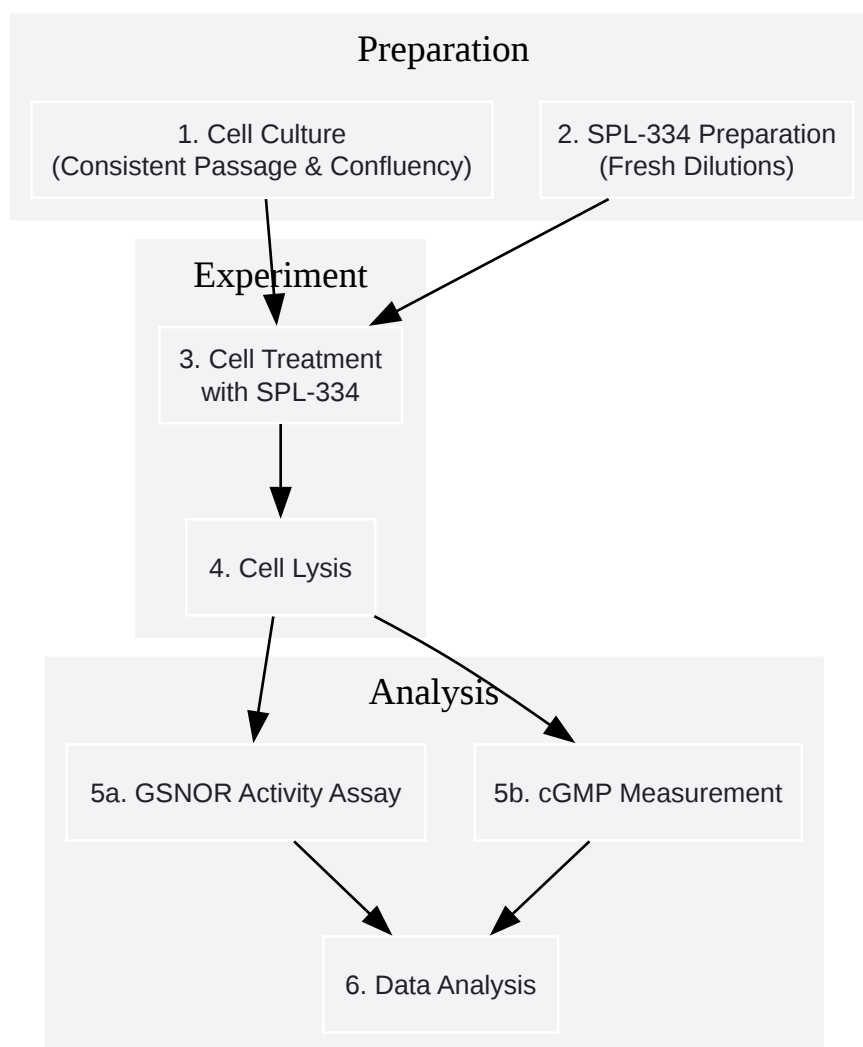 Preparation
1. Cell Culture
(Consistent Passage & Confluency)
2. SPL-334 Preparation
(Fresh Dilutions)
Experiment
3. Cell Treatment
with SPL-334
4. Cell Lysis
Analysis
5a. GSNOR Activity Assay
5b. cGMP Measurement
6. Data Analysis